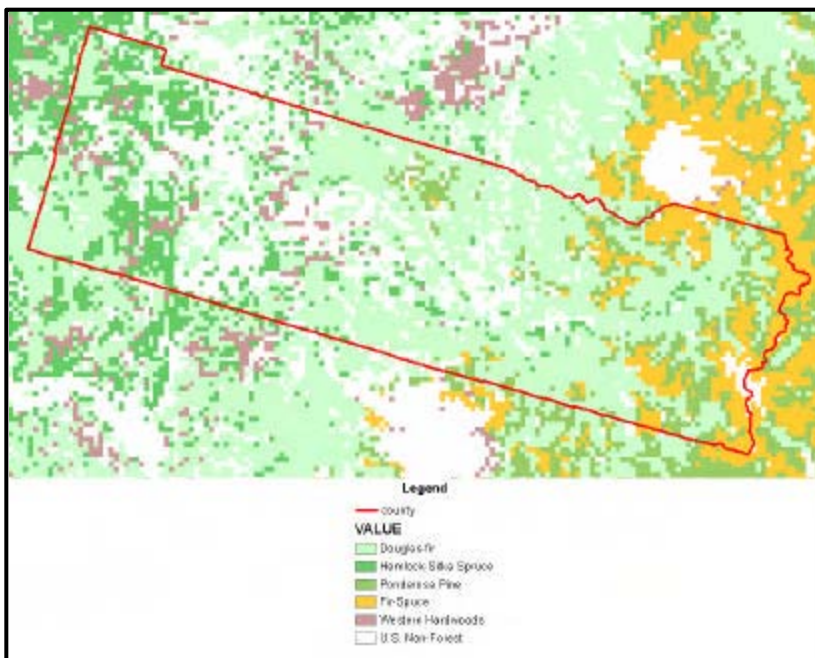 Legend
county
VALUE
Douglas-fir
Hemlock-Sitka Spruce
Ponderosa Pine
Fir-Spruce
Western Hardwoods
U.S. Non-Forest